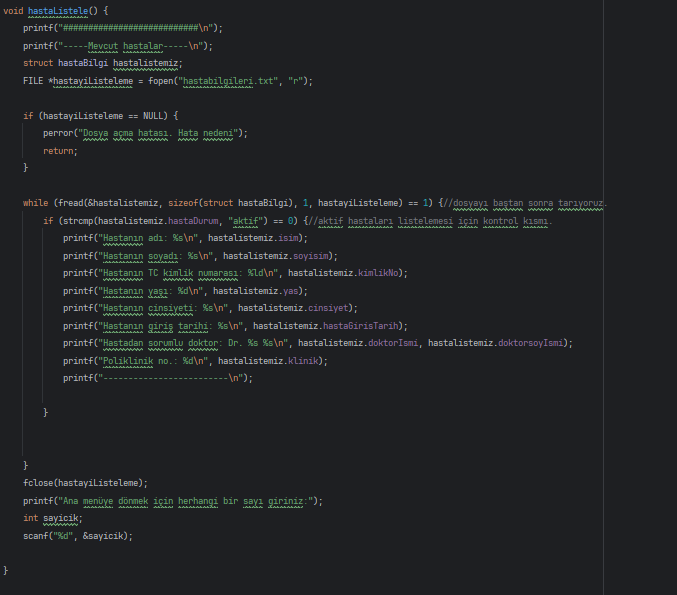 void hastaListele() {
printf("###########################\n");
printf("-----Mevcut hastalar-----\n");
struct hastaBilgi hastalistemiz;
FILE *hastayiListeleme = fopen("hastabilgileri.txt", "r");
if (hastayiListeleme == NULL) {
perror("Dosya açma hatası. Hata nedeni");
return;
}
while (fread(&hastalistemiz, sizeof(struct hastaBilgi), 1, hastayiListeleme) == 1) {//dosyayı baştan sonra tarıyoruz.
if (strcmp(hastalistemiz.hastaDurum, "aktif") == 0) {//aktif hastaları listelemesi için kontrol kısmı.
printf("Hastanın adı: %s\n", hastalistemiz.isim);
printf("Hastanın soyadı: %s\n", hastalistemiz.soyisim);
printf("Hastanın TC kimlik numarası: %ld\n", hastalistemiz.kimlikNo);
printf("Hastanın yaşı: %d\n", hastalistemiz.yas);
printf("Hastanın cinsiyeti: %s\n", hastalistemiz.cinsiyet);
printf("Hastanın giriş tarihi: %s\n", hastalistemiz.hastaGirisTarih);
printf("Hastadan sorumlu doktor: Dr. %s %s\n", hastalistemiz.doktorIsmi, hastalistemiz.doktorsoyIsmi);
printf("Poliklinik no.: %d\n", hastalistemiz.klinik);
printf("-------------------------\n");
}
}
fclose(hastayiListeleme);
printf("Ana menüye dönmek için herhangi bir sayı giriniz:");
int sayicik;
scanf("%d", &sayicik);
}